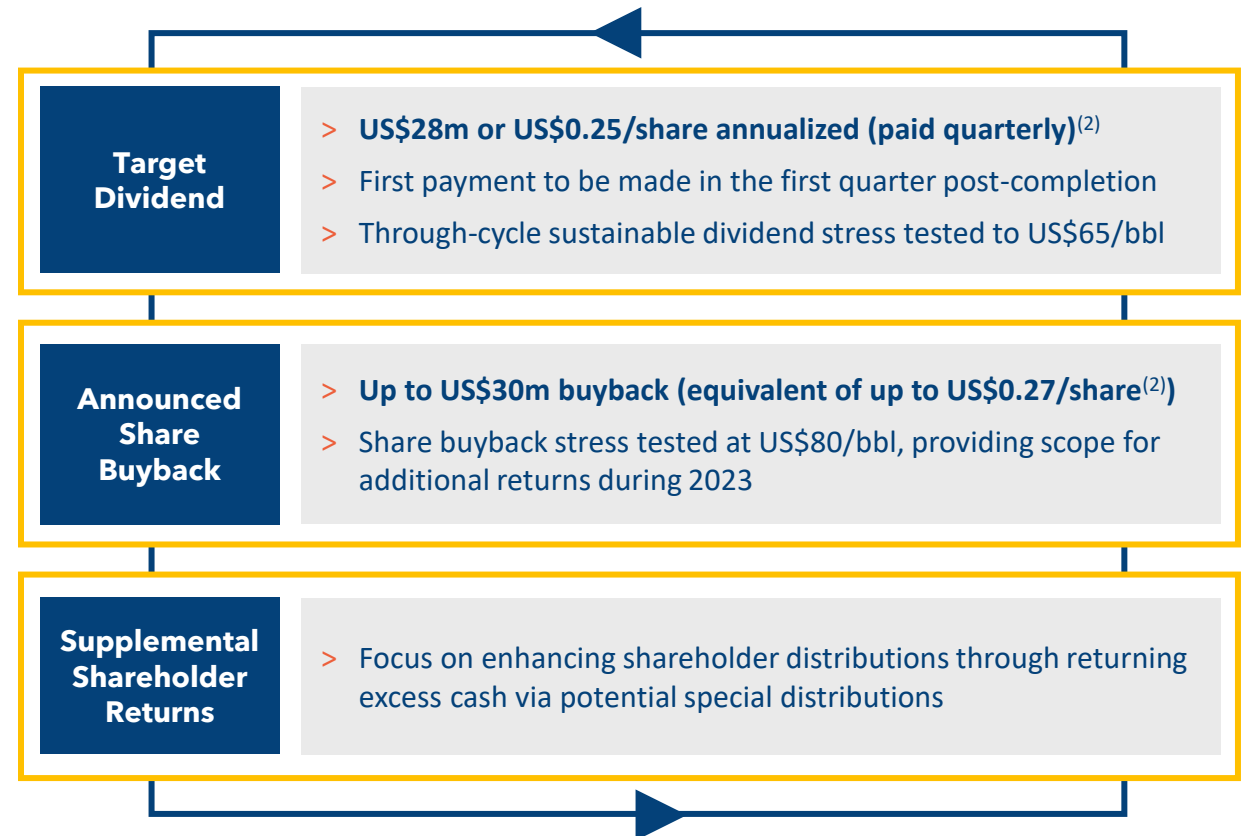 Target
Dividend
> US$28m or US$0.25/share annualized (paid quarterly)(2)
> First payment to be made in the first quarter post-completion
> Through-cycle sustainable dividend stress tested to US$65/bbl
Announced
Share
Buyback
> Up to US$30m buyback (equivalent of up to US$0.27/share(2))
> Share buyback stress tested at US$80/bbl, providing scope for
additional returns during 2023
Supplemental
Shareholder
Returns
> Focus on enhancing shareholder distributions through returning
excess cash via potential special distributions